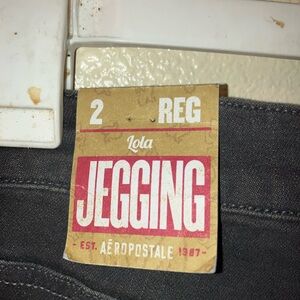 2 REG
Lola
JEGGING
- EST. AÉROPOSTALE 1987 -